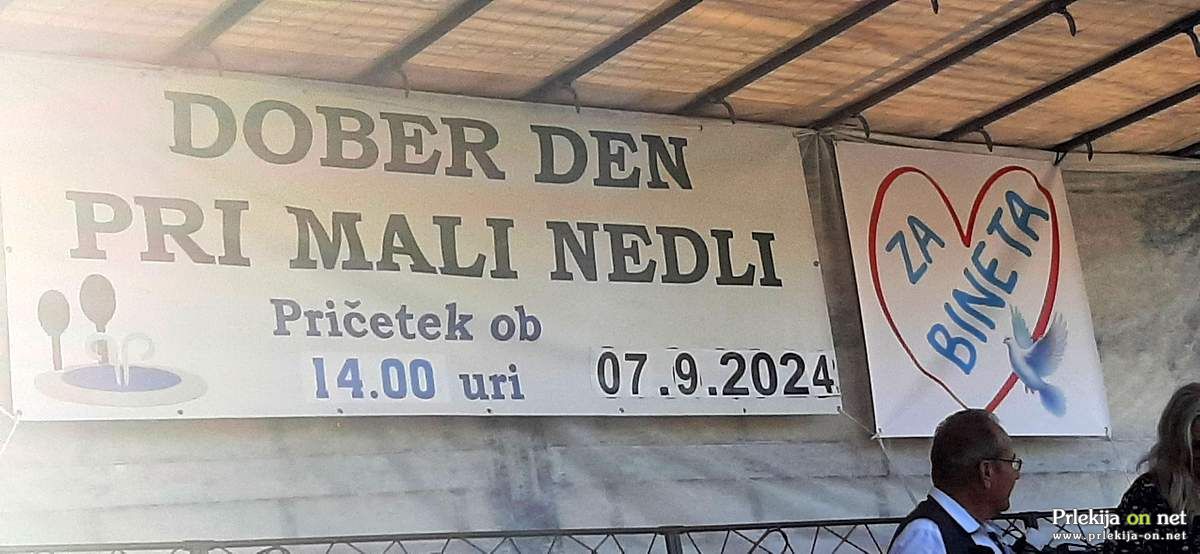 DOBER DEN
PRI MALI NEDLI
Pričetek ob
14.00 uri
07.9.2024
ZA
BINETA
Prlekija on net
www.prlekija-on.net